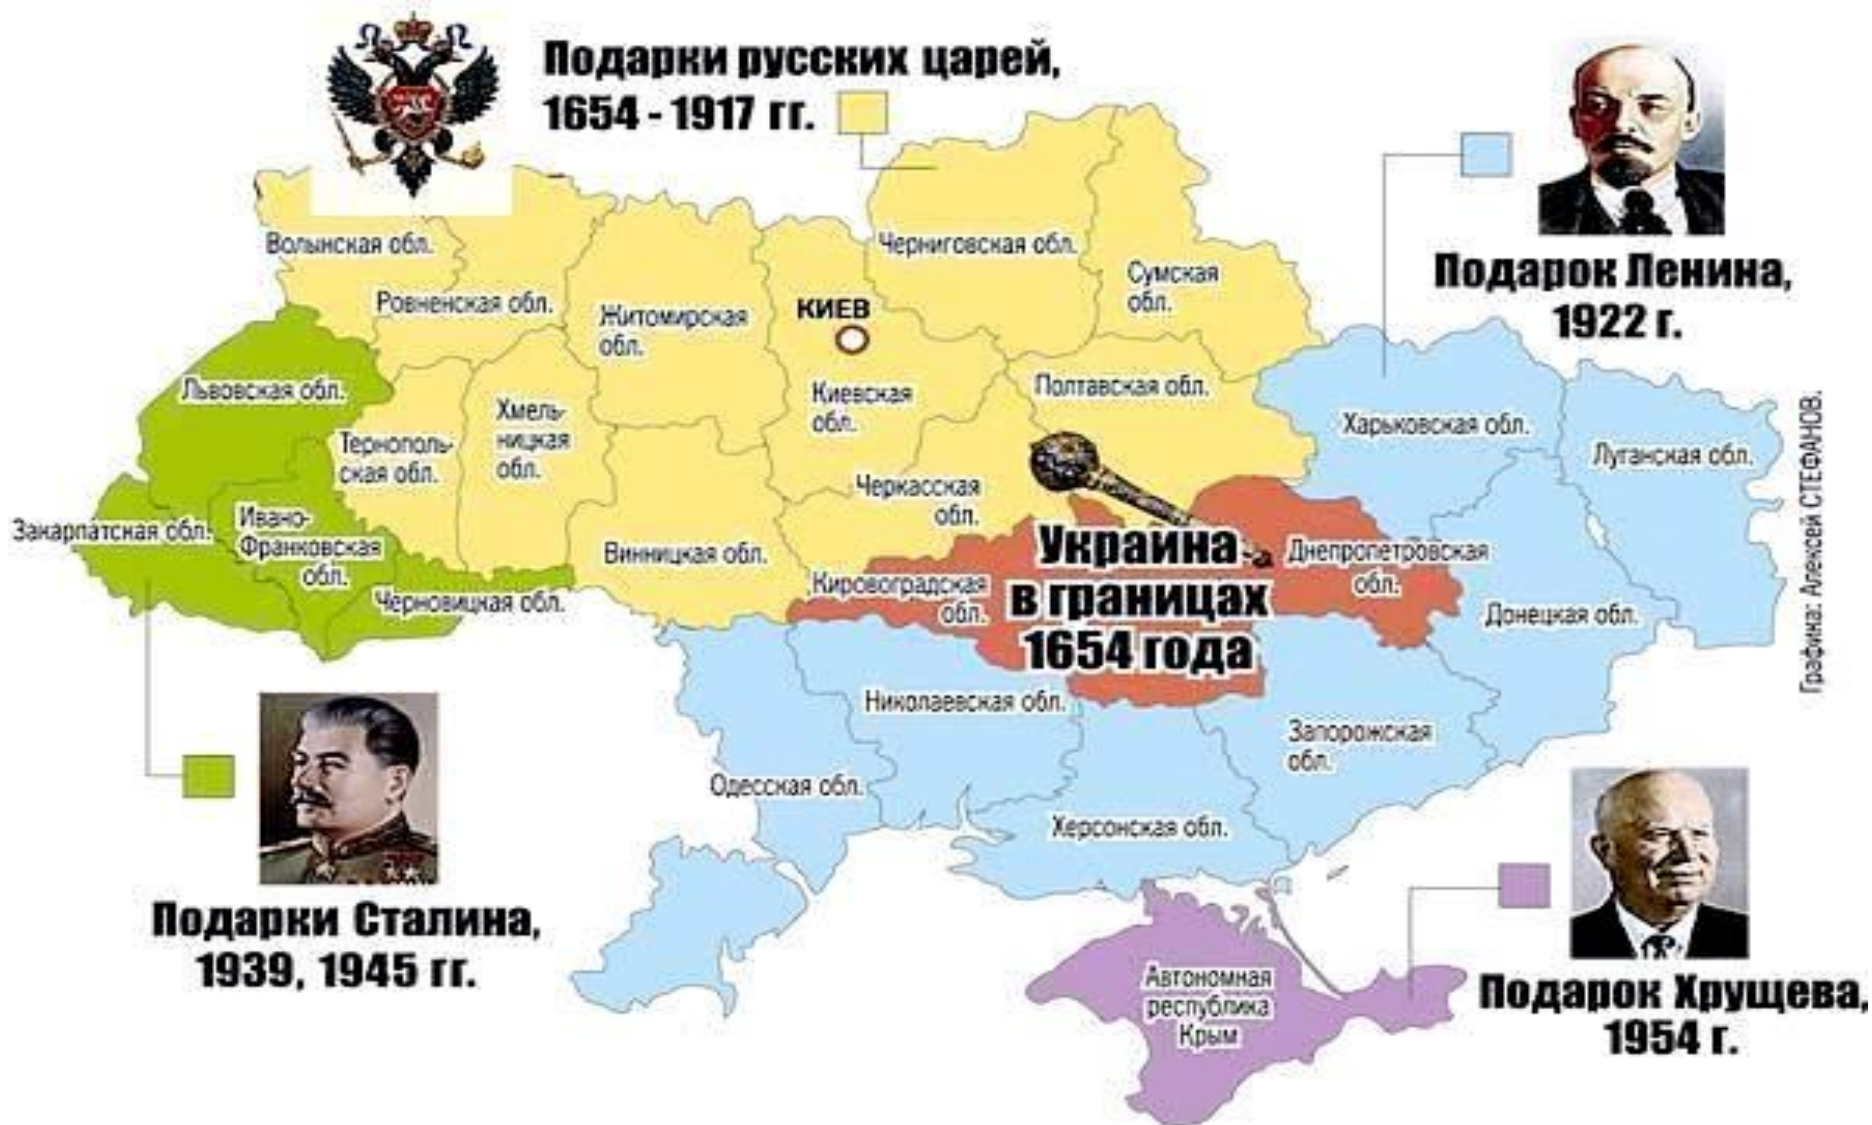 Подарки русских царей,
1654 - 1917 гг.
Подарок Ленина,
1922 г.
Волынская обл.
Ровненская обл.
Житомирская
обл.
КИЕВ
Черниговская обл.
Сумская
обл.
Львовская обл.
Тернополь-
ская обл.
Хмель-
ницкая
обл.
Киевская
обл.
Полтавская обл.
Харьковская обл.
Луганская обл.
Черкасская
обл.
Закарпатская обл.
Ивано-
Франковская
обл.
Черновицкая обл.
Винницкая обл.
Кировоградская
обл.
Украина
в границах
1654 года
Днепропетровская
обл.
Донецкая обл.
Николаевская обл.
Запорожская
обл.
Одесская обл.
Херсонская обл.
Автономная
республика
Крым
Подарки Сталина,
1939, 1945 гг.
Подарок Хрущева,
1954 г.
Графика: Алексей СТЕФАНОВ.